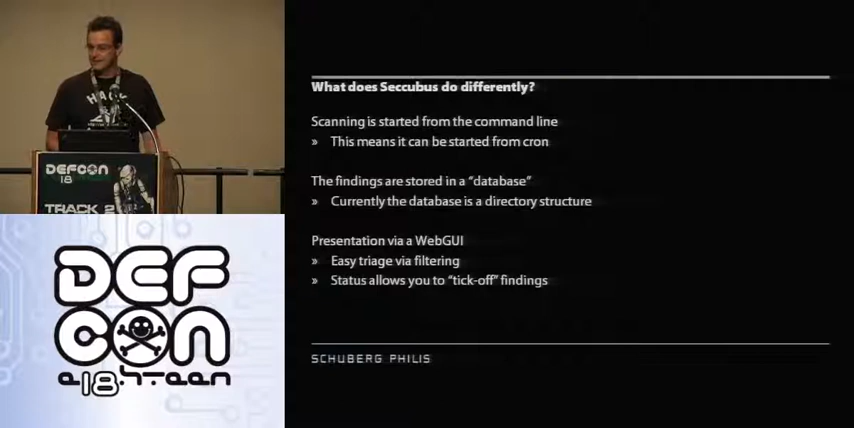 HACK
DEFCON
18
TRACK 2
DEF
CON
What does Seccubus do differently?
Scanning is started from the command line
» This means it can be started from cron
The findings are stored in a "database"
» Currently the database is a directory structure
Presentation via a WebGUI
» Easy triage via filtering
» Status allows you to "tick-off" findings
SCHUBERG PHILIS